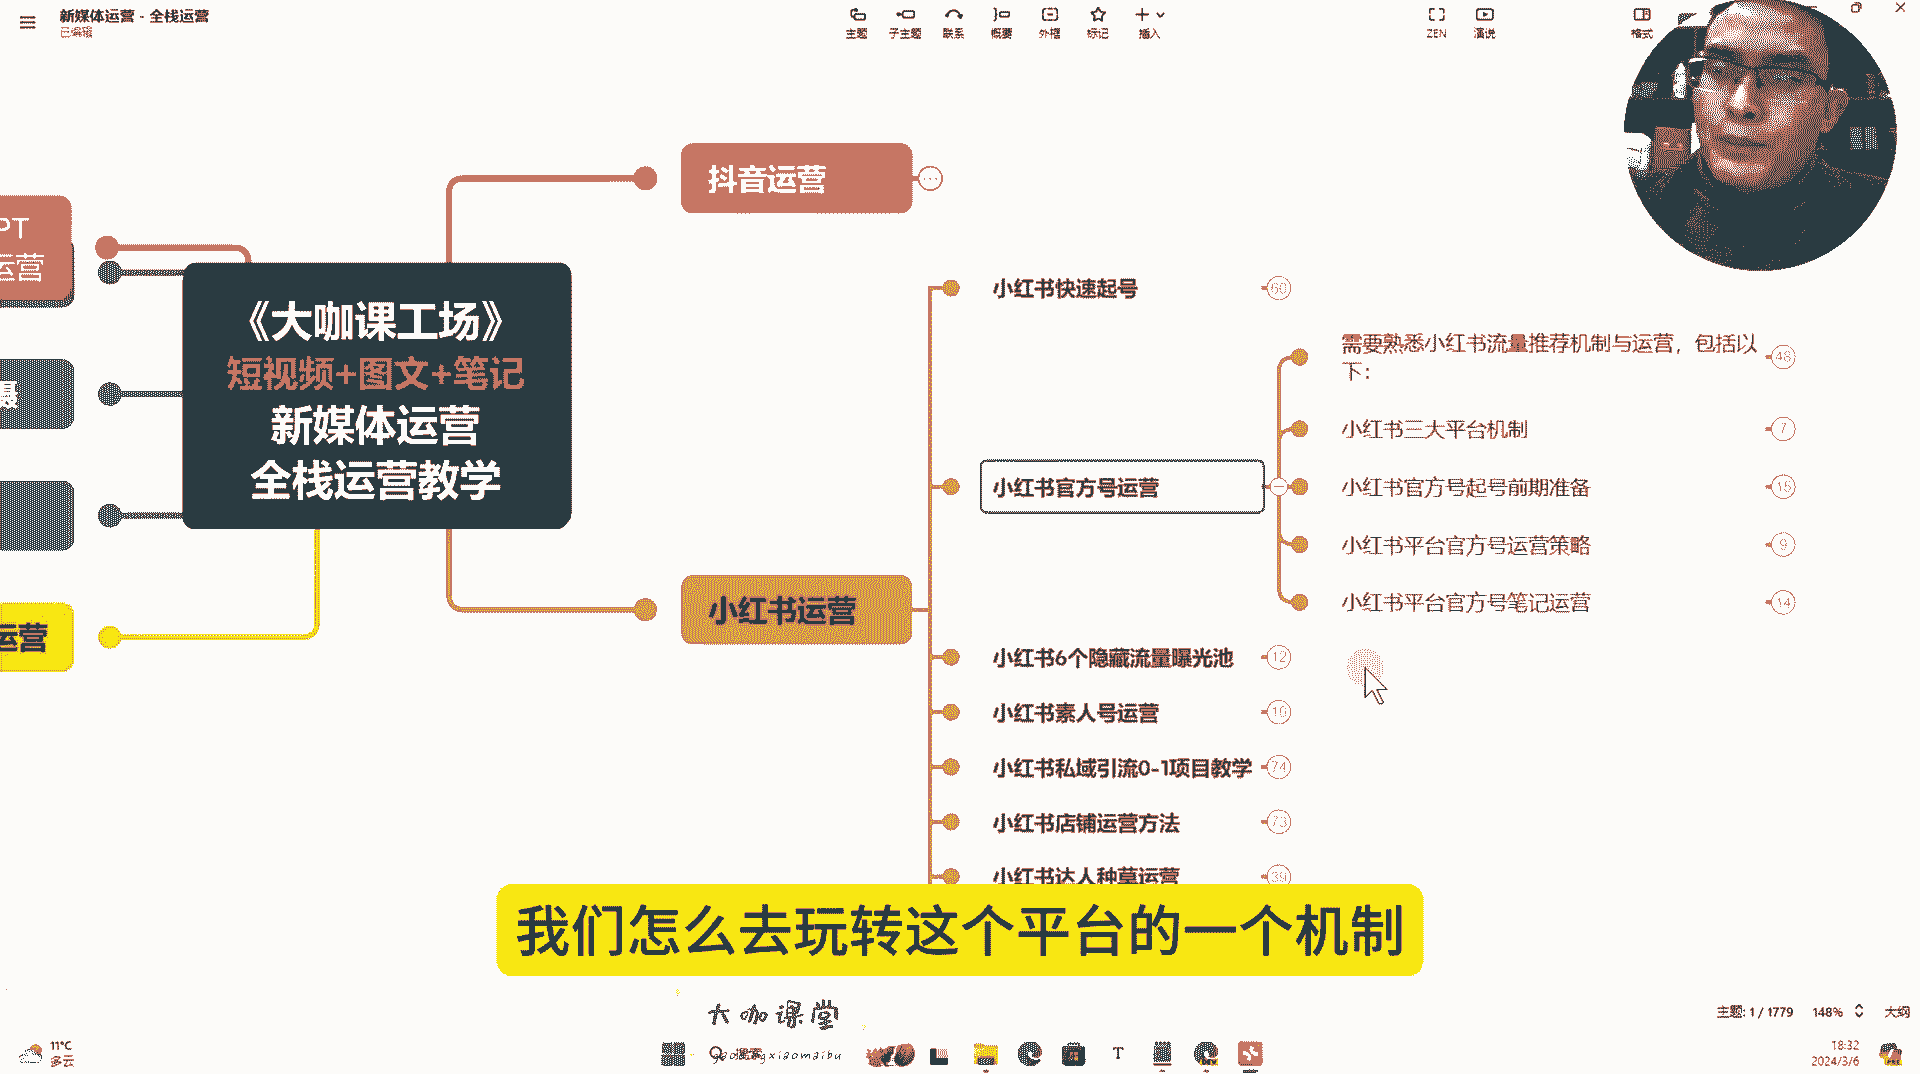 新媒体运营 - 全栈运营
已编辑
主题
子主题
联系
概要
外框
标记
插入
ZEN
演说
格式
PT
运营
运营
《大咖课工场》
短视频+图文+笔记
新媒体运营
全栈运营教学
抖音运营
小红书运营
小红书快速起号
60
小红书官方号运营
需要熟悉小红书流量推荐机制与运营，包括以
下：
48
小红书三大平台机制
7
小红书官方号起号前期准备
15
小红书平台官方号运营策略
9
小红书平台官方号笔记运营
14
小红书6个隐藏流量曝光池
12
小红书素人号运营
小红书私域引流0-1项目教学
74
小红书店铺运营方法
73
小红书达人种草运营
39
我们怎么去玩转这个平台的一个机制
大咖课堂
主题: 1 / 1779
148%
大纲
11°C
多云
18:32
2024/3/6